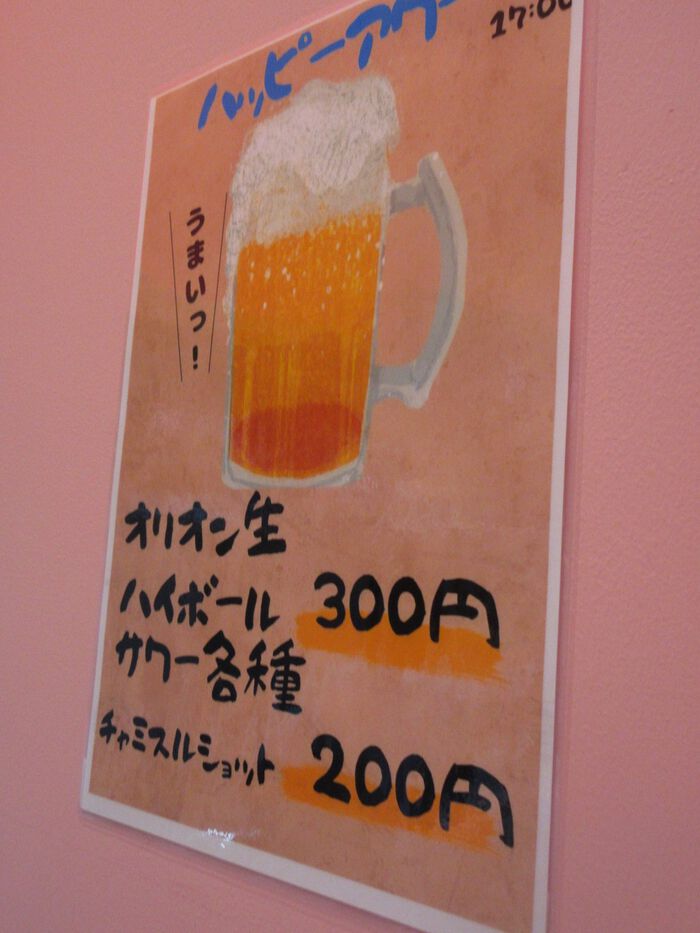 ハッピーアワー
17:00
うまいっ!
オリオン生
ハイボール 300円
サワー各種
チャミスルショット 200円